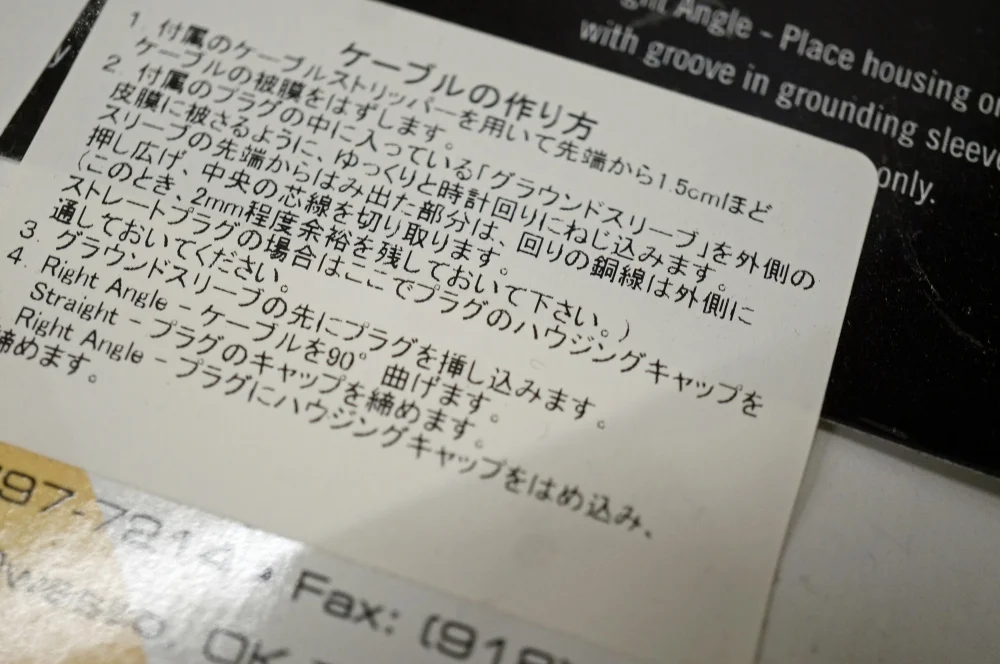 ケーブルの作り方
1. 付属のケーブルストリッパーを用いて先端から1.5cmlほど
ケーブルの被膜をはずします。
2. 付属のプラグの中に入っている「グラウンドスリーブ」を外側の
皮膜に被さるように、ゆっくりと時計回りにねじ込みます。
スリーブの先端からはみ出た部分は、回りの銅線は外側に
押し広げ、中央の芯線を切り取ります。
(このとき、2mm程度余裕を残しておいて下さい。)
ストレートプラグの場合はここでプラグのハウジングキャップを
通しておいてください。
3. グラウンドスリーブの先にプラグを挿し込みます。
4. Right Angle - ケーブルを90° 曲げます。
Straight - プラグのキャップを締めます。
Right Angle - プラグにハウジングキャップをはめ込み、
締めます。
Angle - Place housing
with groove in grounding
only.
97-7214
Fax: (918)
OK